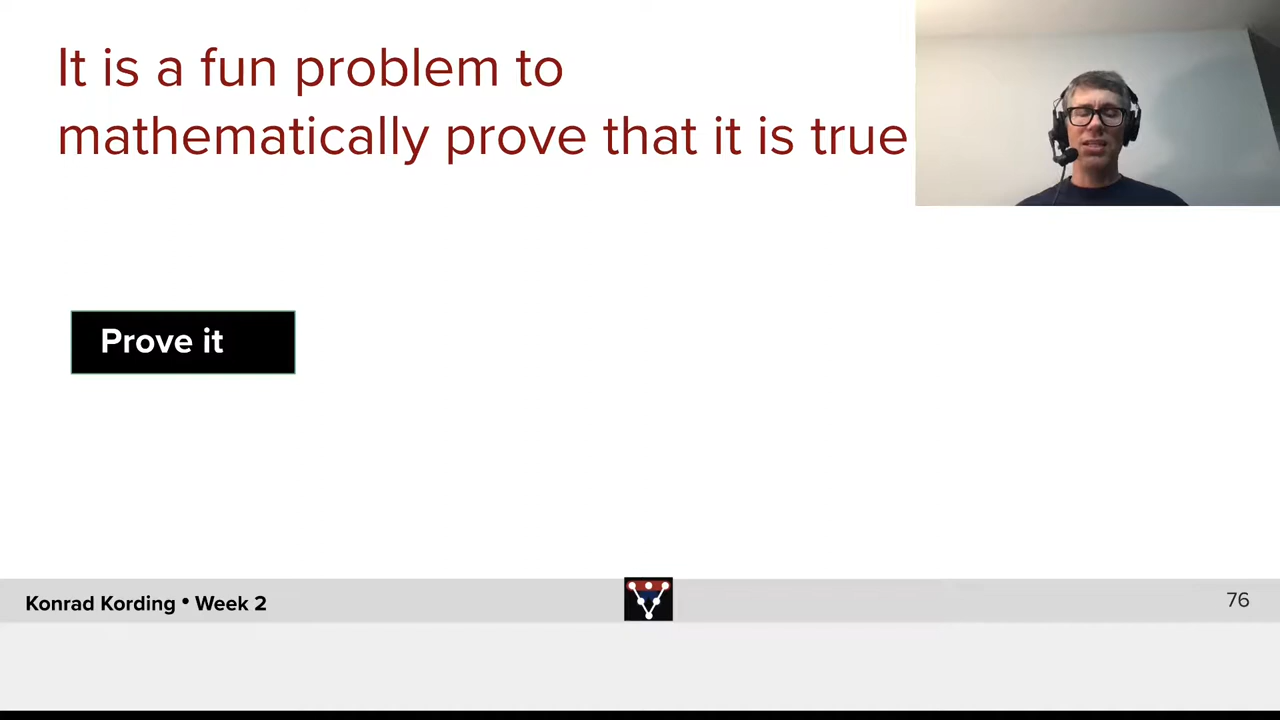 It is a fun problem to
mathematically prove that it is true
Prove it
Konrad Kording • Week 2
76